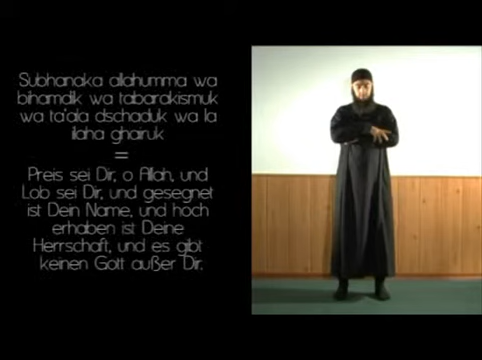 Subhanaka allahumma wa
bihamdik wa tabarakismuk
wa ta'ala dschaduk wa la
ilaha ghairuk
=
Preis sei Dir, o Allah, und
Lob sei Dir, und gesegnet
ist Dein Name, und hoch
erhaben ist Deine
Herrschaft, und es gibt
keinen Gott außer Dir.